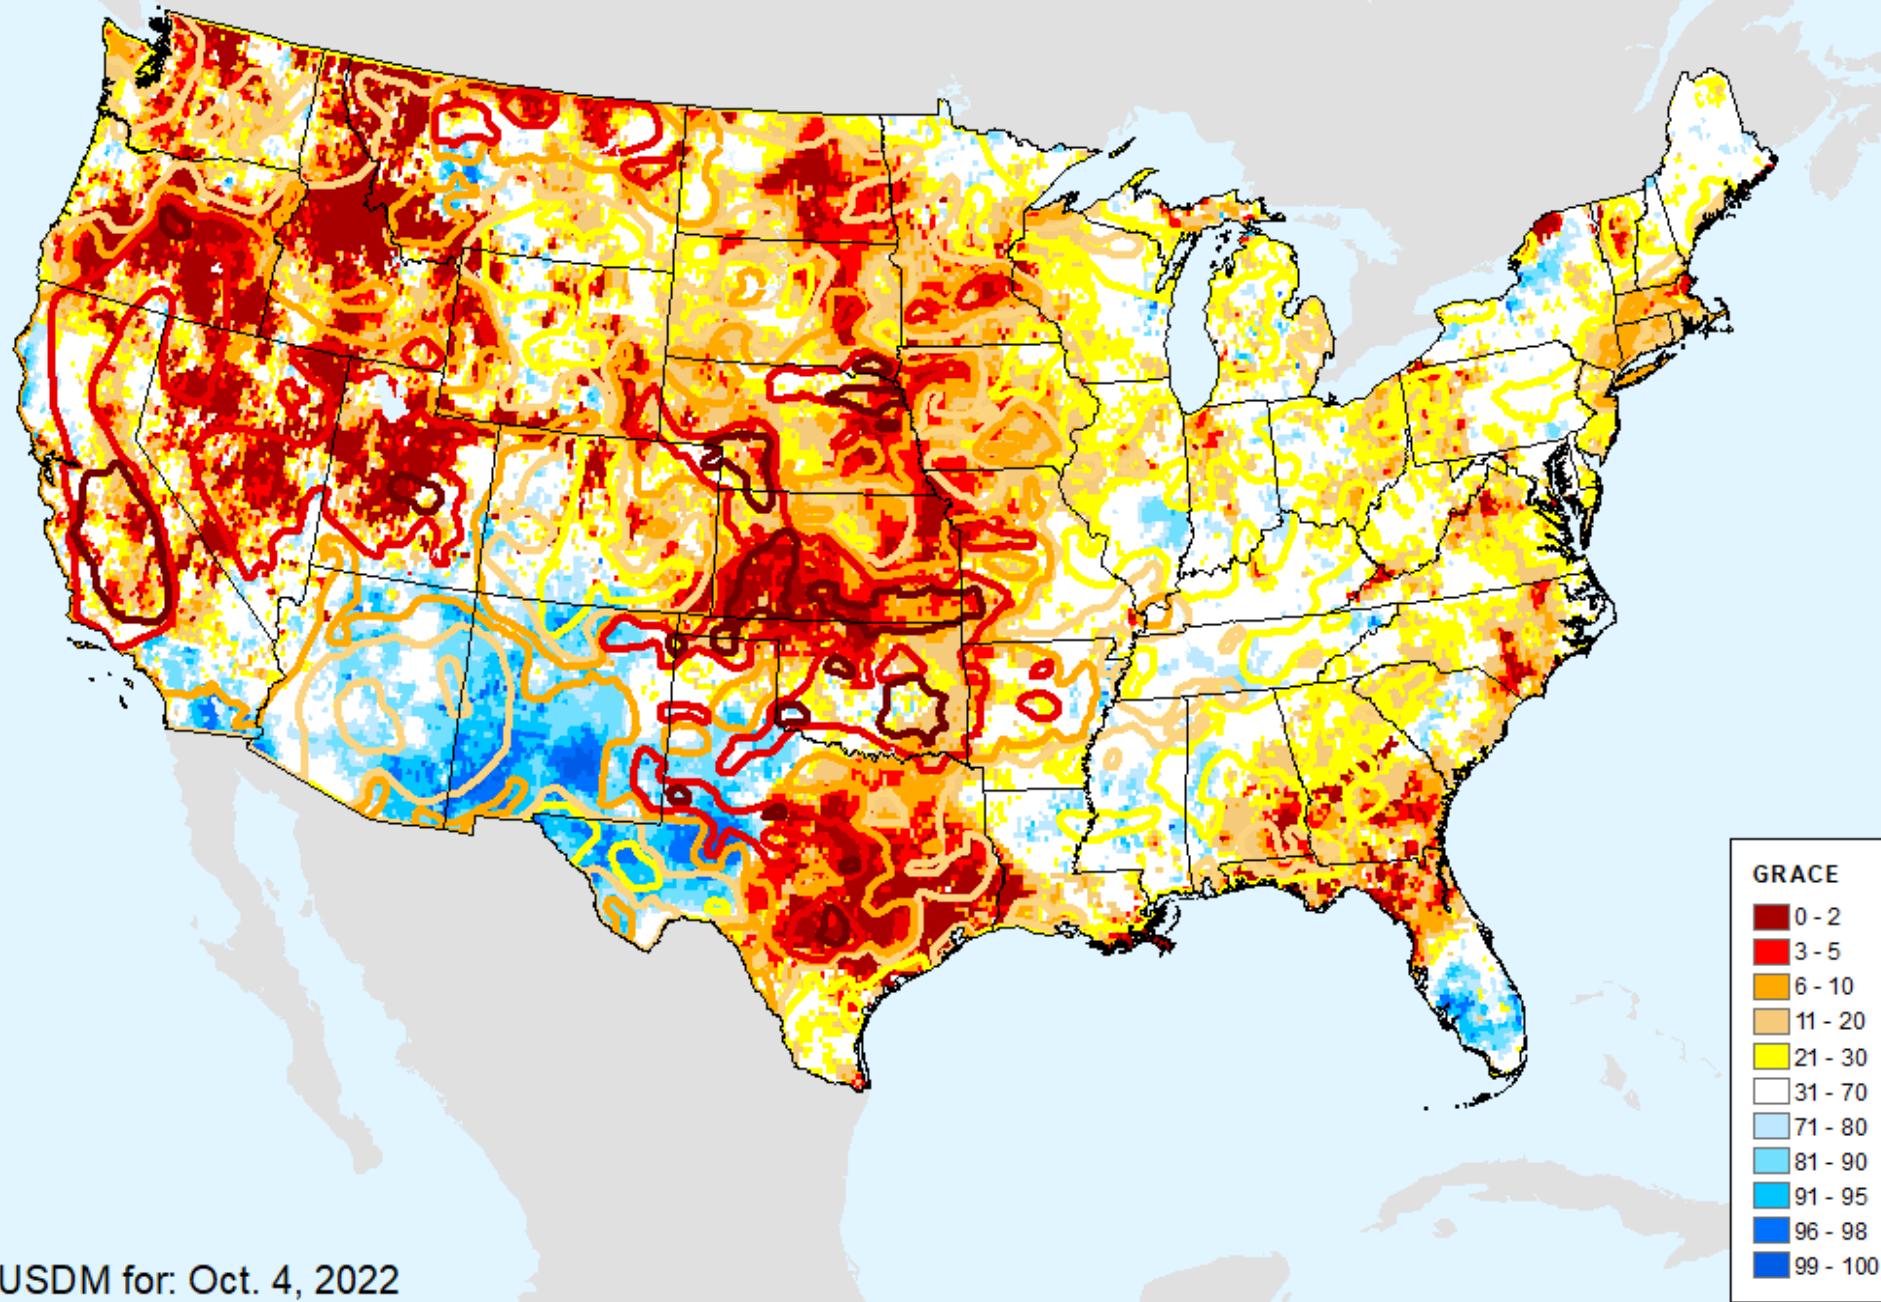 GRACE
0 - 2
3 - 5
6 - 10
11 - 20
21 - 30
31 - 70
71 - 80
81 - 90
91 - 95
96 - 98
99 - 100
USDM for: Oct. 4, 2022